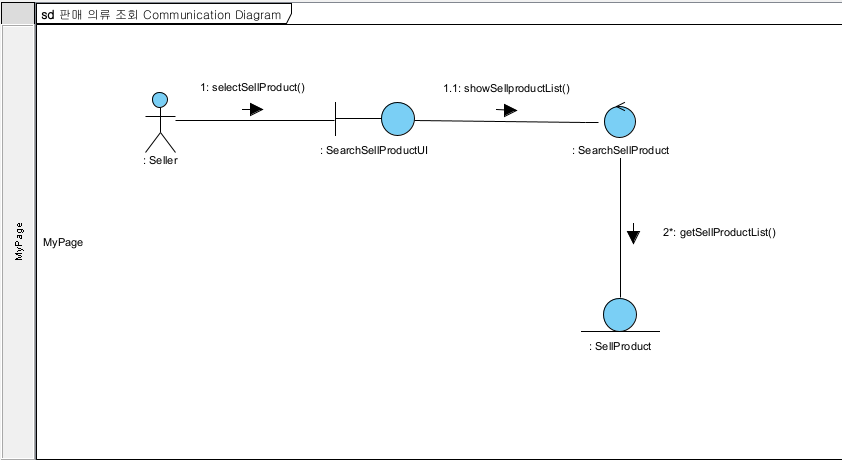 sd 판매 의류 조회 Communication Diagram
1: selectSellProduct()
1.1: showSellproductList()
: Seller
: SearchSellProductUI
: SearchSellProduct
MyPage
MyPage
2*: getSellProductList()
: SellProduct